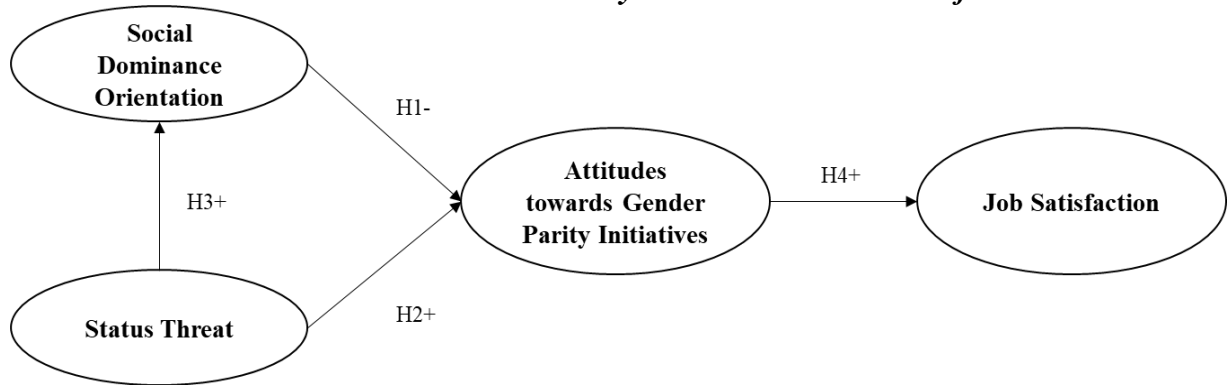 Social
Dominance
Orientation
H1-
Attitudes
towards Gender
Parity Initiatives
H4+
Job Satisfaction
H3+
Status Threat
H2+